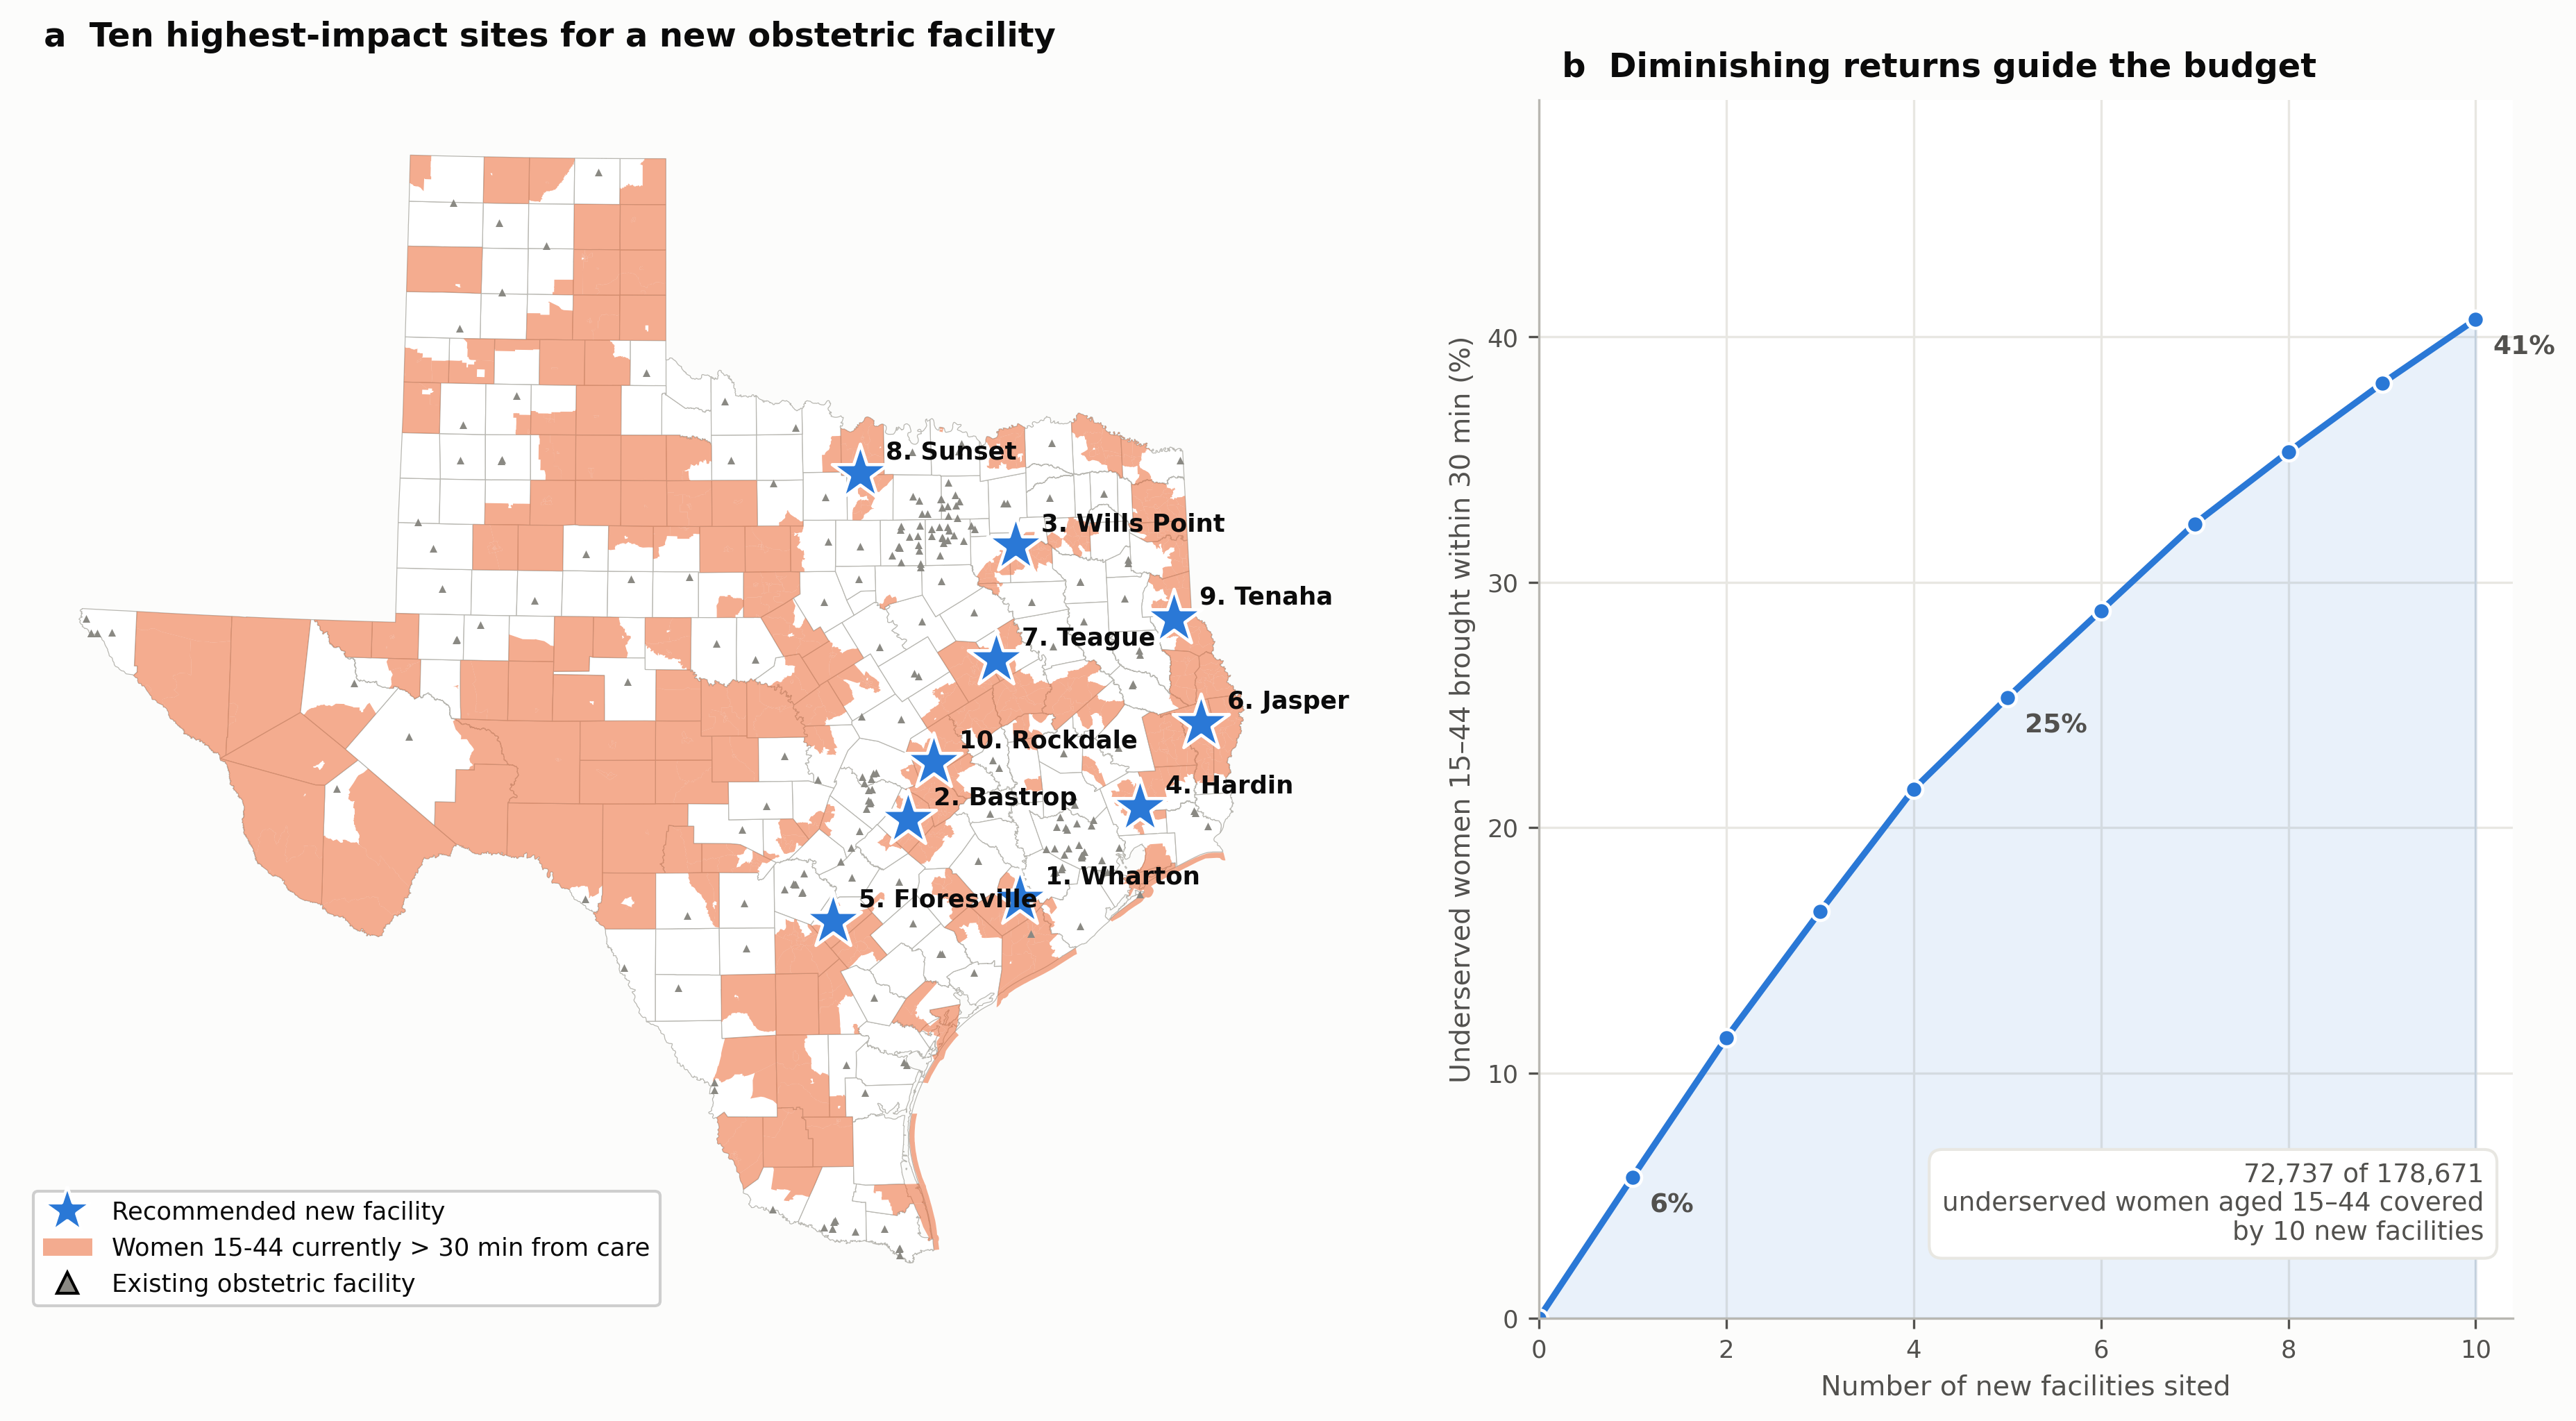 a Ten highest-impact sites for a new obstetric facility
8. Sunset
3. Wills Point
9. Tenaha
7. Teague
6. Jasper
10. Rockdale
4. Hardin
2. Bastrop
1. Wharton
5. Floresville
Recommended new facility
Women 15-44 currently > 30 min from care
Existing obstetric facility
b Diminishing returns guide the budget
Underserved women 15–44 brought within 30 min (%)
40
30
20
10
0
41%
25%
6%
72,737 of 178,671
underserved women aged 15–44 covered
by 10 new facilities
0 2 4 6 8 10
Number of new facilities sited